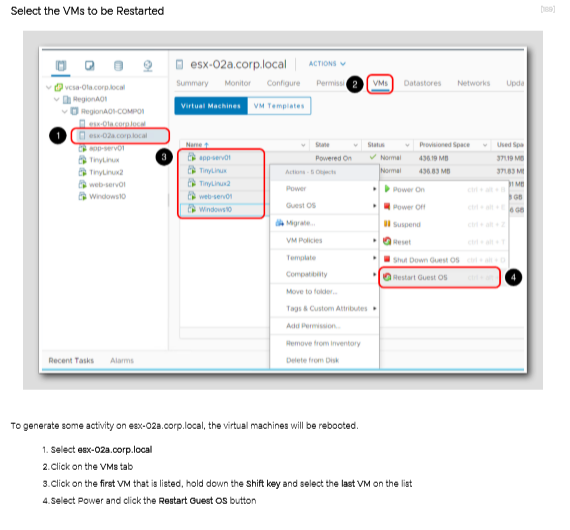 Select the VMs to be Restarted
[199]
esx-02a.corp.local ACTIONS
vcsa-01a.corp.local
Summary Monitor Configure Permissi 2 VMs Datastores Networks Upda
RegionA01
RegionA01-COMP01
Virtual Machines VM Templates
esx-01a.corp.local
1 esx-02a.corp.local
Name State Status Provisioned Space Used Spa
app-serv01
3 app-serv01 Powered On Normal 436.19 MB 371.19 MB
TinyLinux
TinyLinux Actions - 5 Objects Normal 436.83 MB 371.83 MB
TinyLinux2
TinyLinux2 Power Power On
web-serv01
web-serv01 Guest OS Power Off
Windows10
Windows10 Migrate... Suspend
VM Policies Reset
Template Shut Down Guest OS
Compatibility Restart Guest OS 4
Move to folder...
Tags & Custom Attributes
Add Permission...
Remove from Inventory
Recent Tasks Alarms
Delete from Disk
To generate some activity on esx-02a.corp.local, the virtual machines will be rebooted.
1. Select esx-02a.corp.local
2. Click on the VMs tab
3. Click on the first VM that is listed, hold down the Shift key and select the last VM on the list
4. Select Power and click the Restart Guest OS button